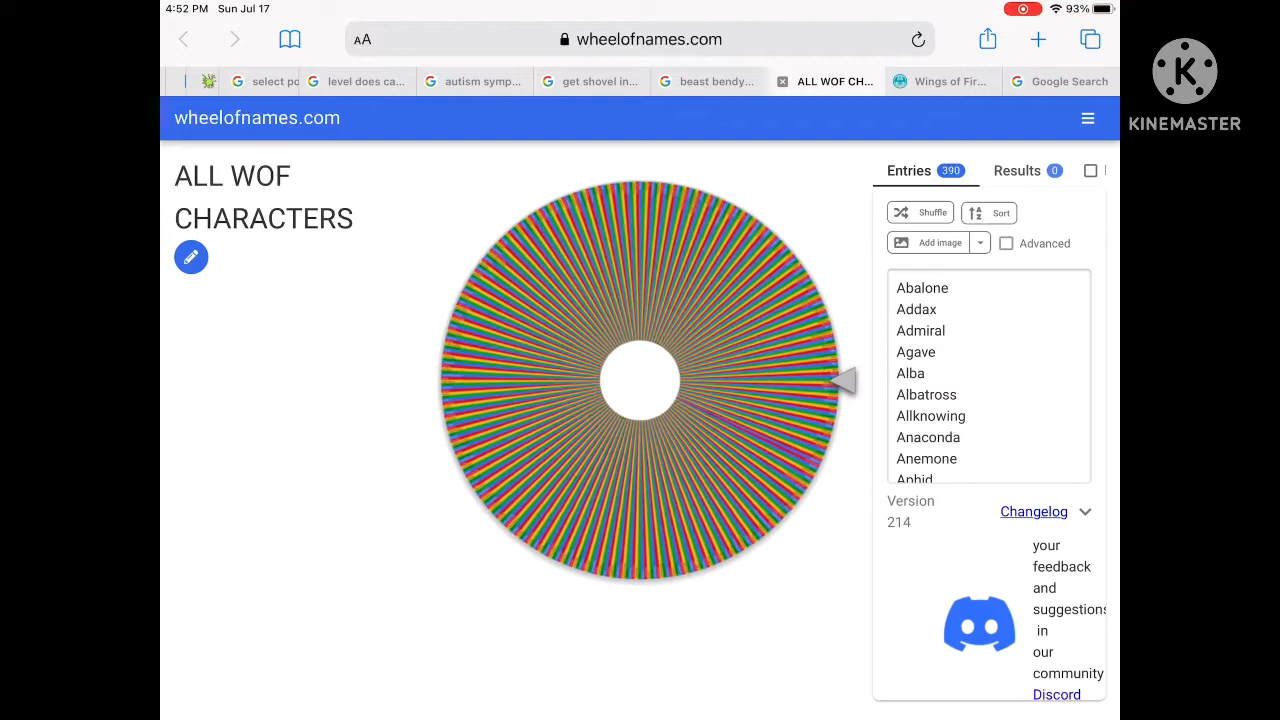 4:52 PM Sun Jul 17
93%
AA
wheelofnames.com
select po
level does ca...
autism symp...
get shovel in...
beast bendy...
ALL WOF CH...
Wings of Fir...
Google Search
K
KINEMASTER
wheelofnames.com
ALL WOF
CHARACTERS
Entries 390 Results 0
Shuffle Sort
Add image Advanced
Abalone
Addax
Admiral
Agave
Alba
Albatross
Allknowing
Anaconda
Anemone
Aphid
Version
214
Changelog
your
feedback
and
suggestions
in
our
community
Discord